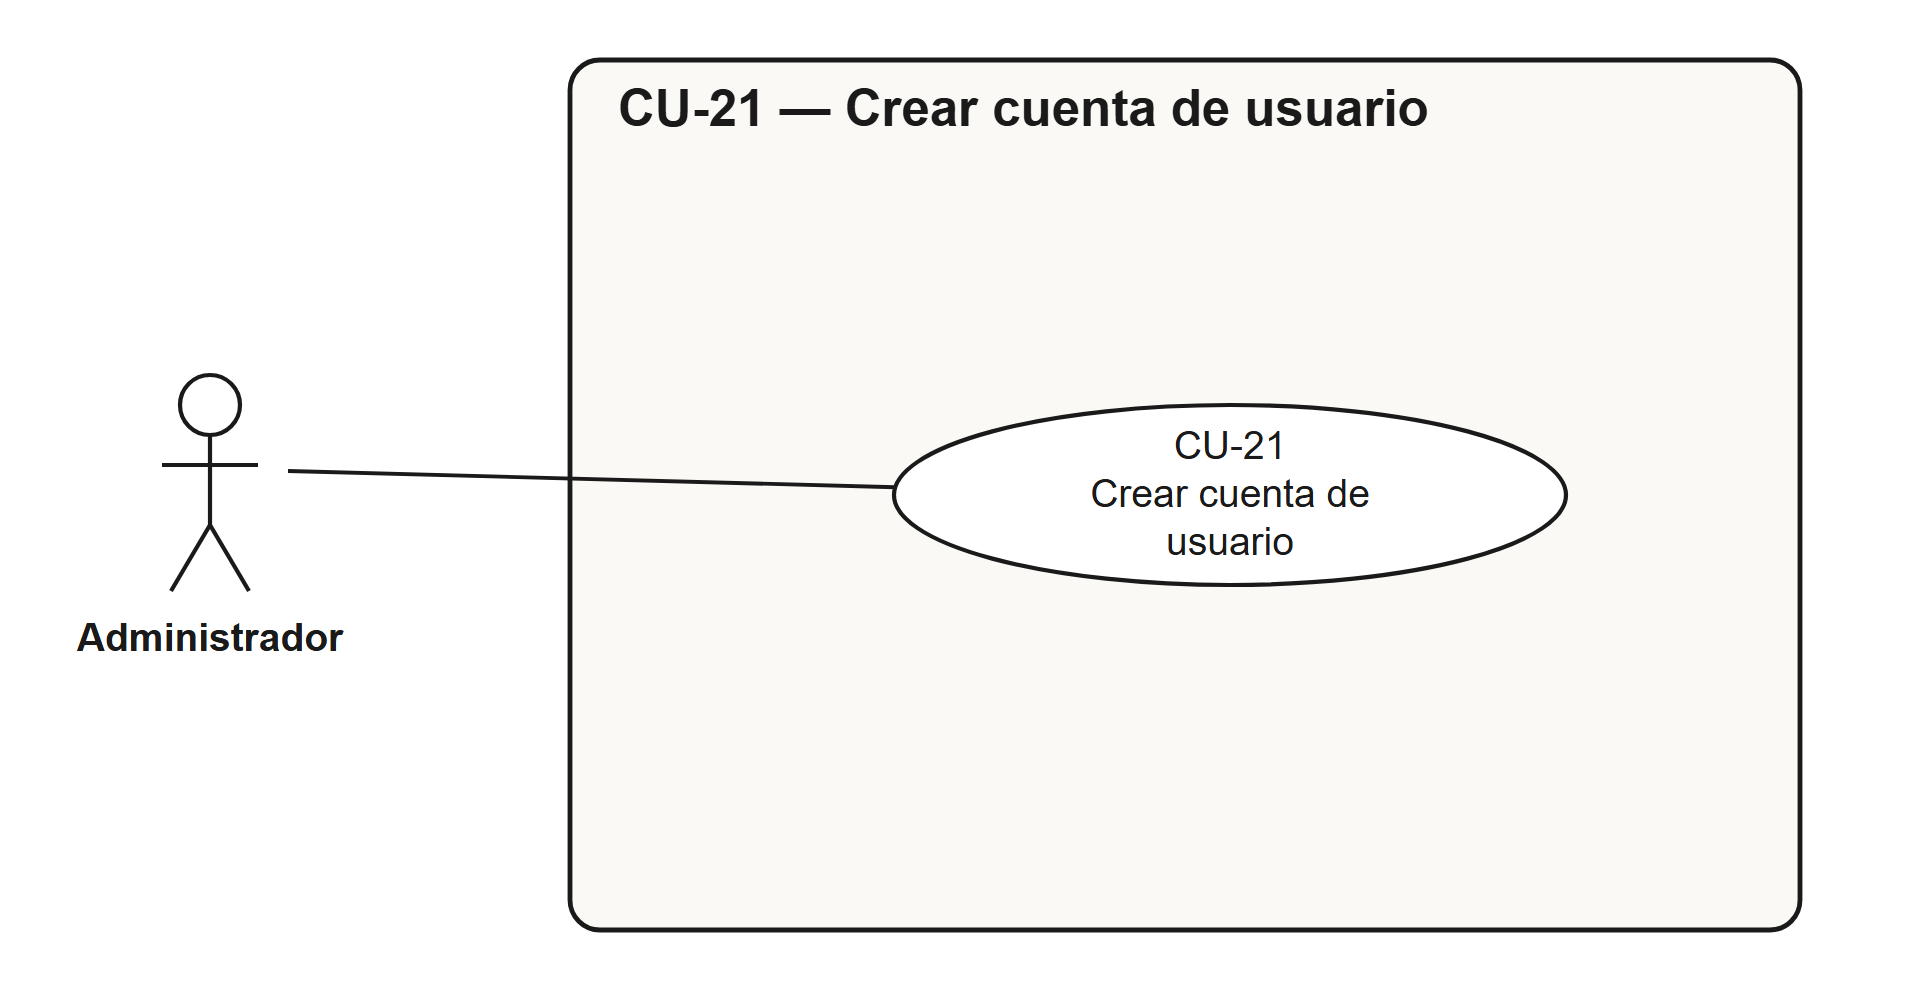 CU-21 — Crear cuenta de usuario
CU-21
Crear cuenta de
usuario
Administrador